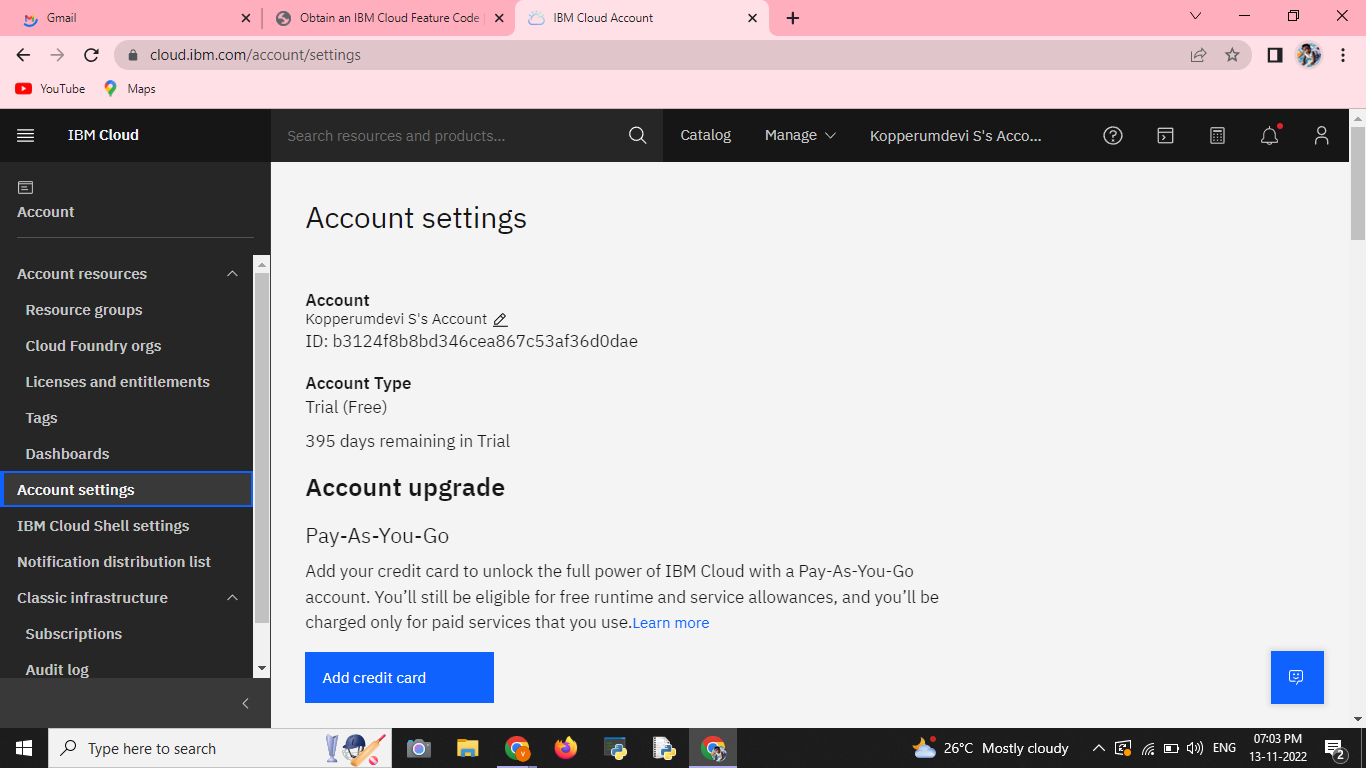 Gmail
Obtain an IBM Cloud Feature Code
IBM Cloud Account
cloud.ibm.com/account/settings
YouTube
Maps
IBM Cloud
Search resources and products...
Catalog
Manage
Kopperumdevi S's Acco...
Account
Account resources
Resource groups
Cloud Foundry orgs
Licenses and entitlements
Tags
Dashboards
Account settings
IBM Cloud Shell settings
Notification distribution list
Classic infrastructure
Subscriptions
Audit log
Account settings
Account
Kopperumdevi S's Account
ID: b3124f8b8bd346cea867c53af36d0dae
Account Type
Trial (Free)
395 days remaining in Trial
Account upgrade
Pay-As-You-Go
Add your credit card to unlock the full power of IBM Cloud with a Pay-As-You-Go
account. You’ll still be eligible for free runtime and service allowances, and you’ll be
charged only for paid services that you use.Learn more
Add credit card
Type here to search
26°C Mostly cloudy
ENG
07:03 PM
13-11-2022
2